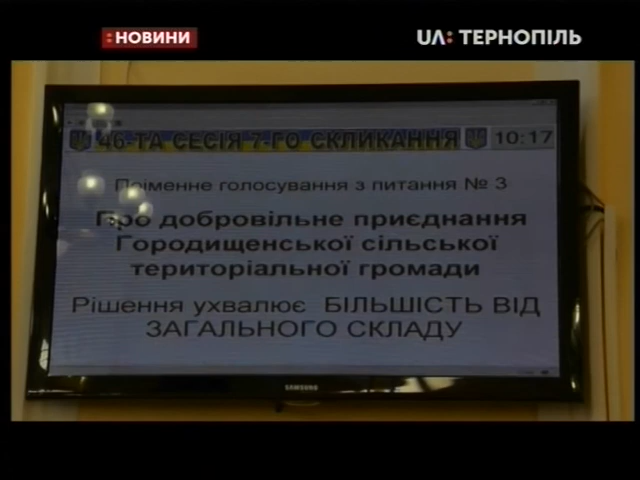 :НОВИНИ
UA: ТЕРНОПІЛЬ
46-ТА СЕСІЯ 7-ГО СКЛИКАННЯ 10:17
Поіменне голосування з питання № 3
Про добровільне приєднання
Городищенської сільської
територіальної громади
Рішення ухвалює БІЛЬШІСТЬ ВІД
ЗАГАЛЬНОГО СКЛАДУ
SAMSUNG